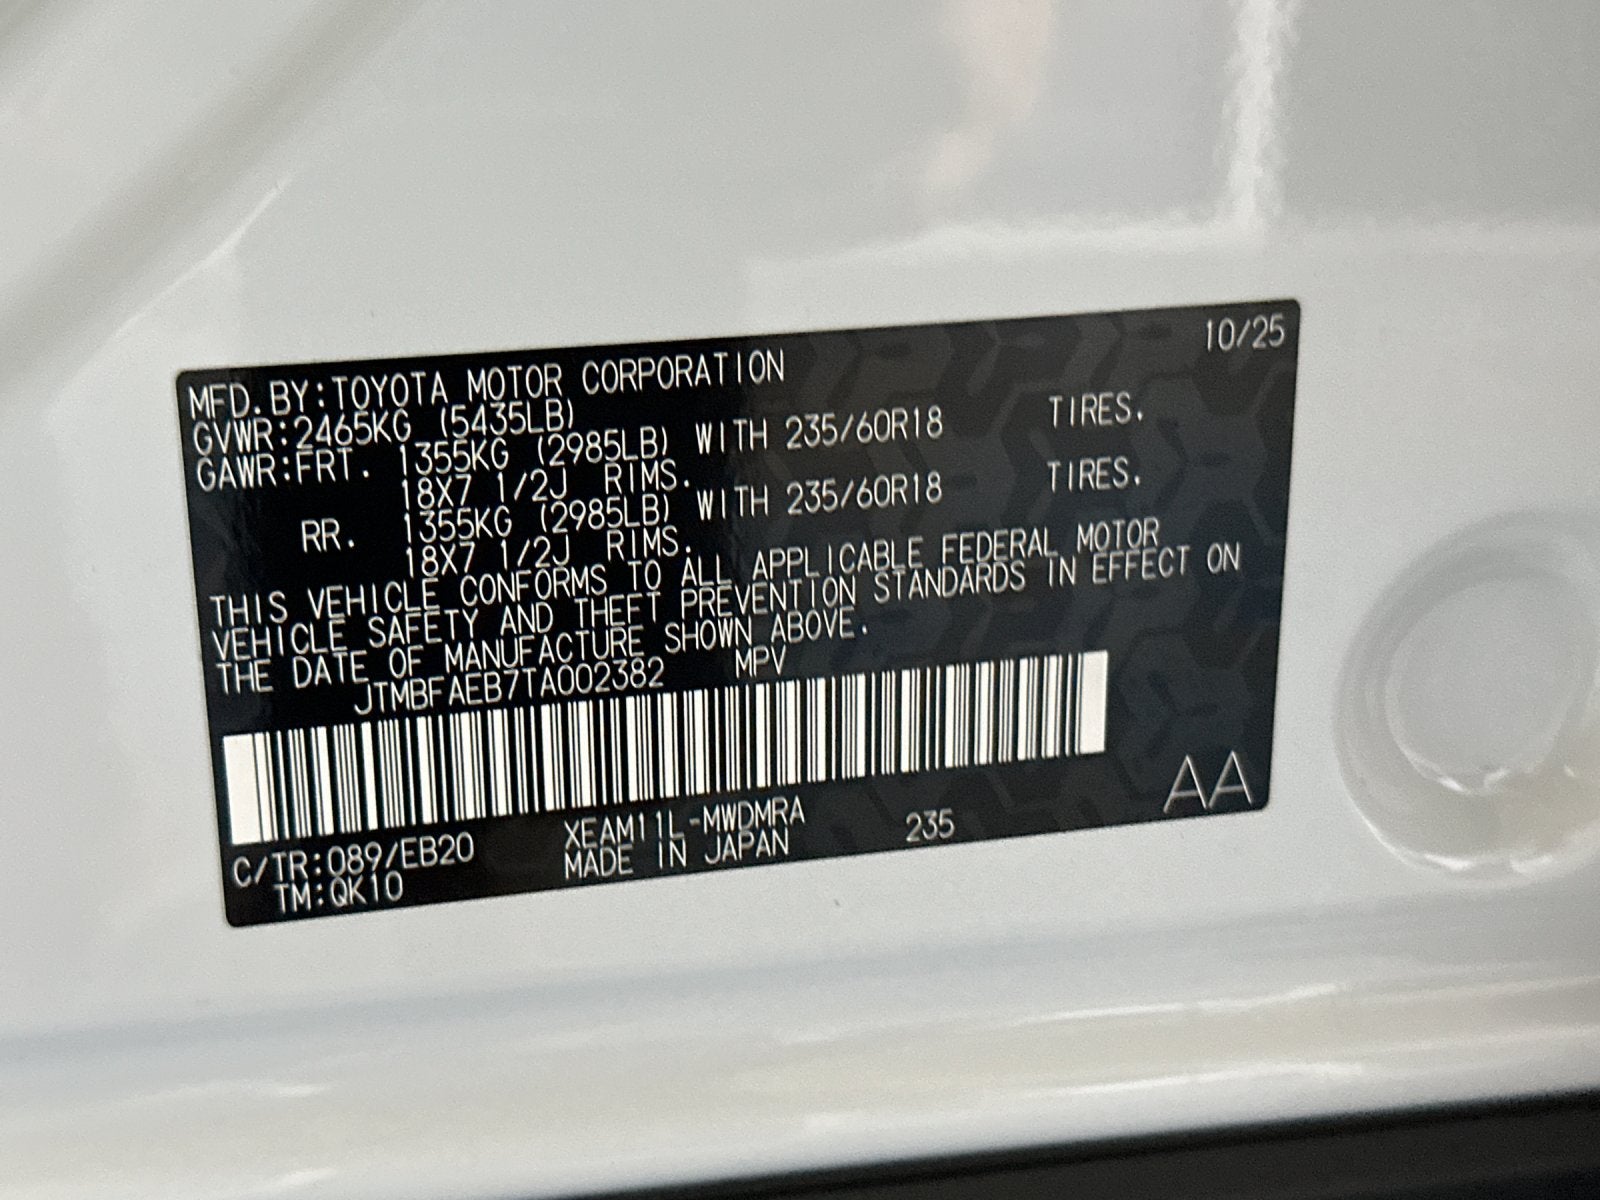 10/25
MFD. BY:TOYOTA MOTOR CORPORATION
GVWR:2465KG (5435LB)
GAWR:FRT. 1355KG (2985LB) WITH 235/60R18 TIRES.
18X7 1/2J RIMS.
RR. 1355KG (2985LB) WITH 235/60R18 TIRES.
18X7 1/2J RIMS.
THIS VEHICLE CONFORMS TO ALL APPLICABLE FEDERAL MOTOR
VEHICLE SAFETY AND THEFT PREVENTION STANDARDS IN EFFECT ON
THE DATE OF MANUFACTURE SHOWN ABOVE.
JTMBFAEB7TA002382 MPV
C/TR:089/EB20 XEAM11L-MWDMRA 235 AA
TM:QK10 MADE IN JAPAN